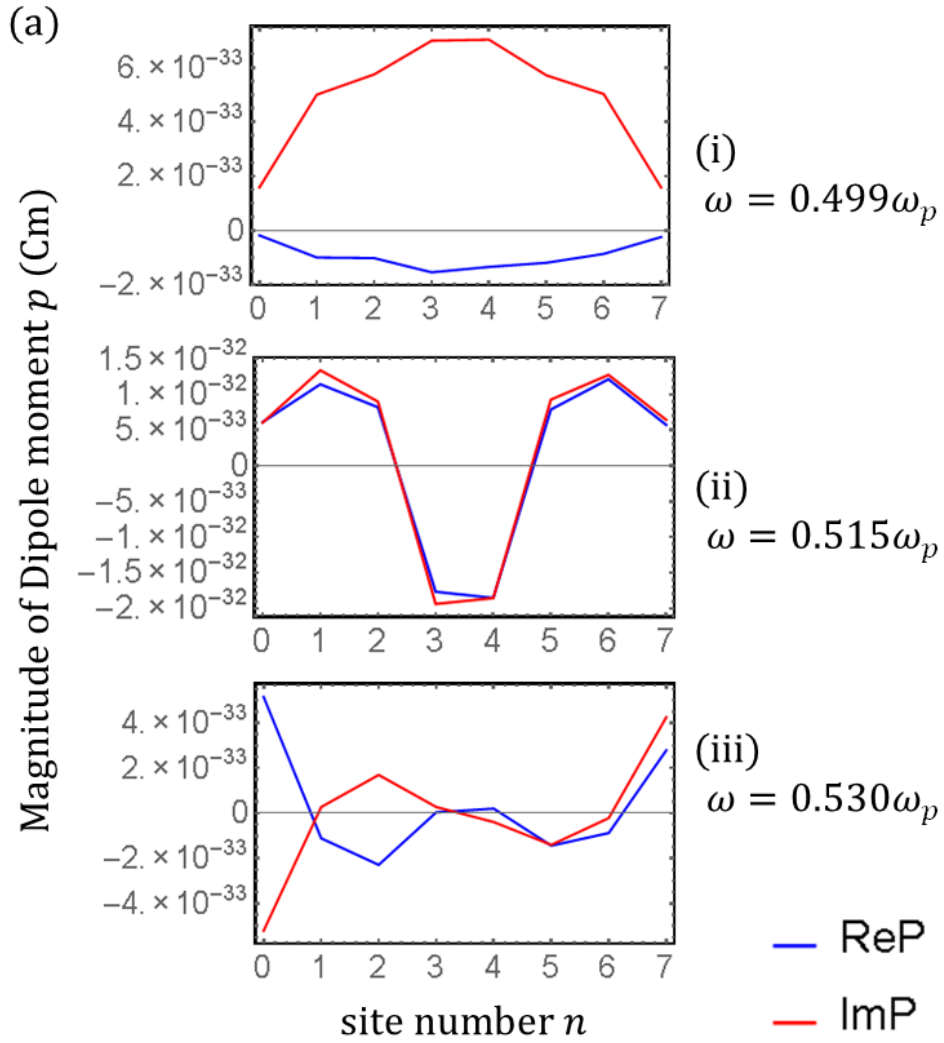 (a)
Magnitude of Dipole moment p (Cm)
6. × 10⁻³³
4. × 10⁻³³
2. × 10⁻³³
0
−2. × 10⁻³³
0 1 2 3 4 5 6 7
(i)
ω = 0.499ωₚ
1.5 × 10⁻³²
1. × 10⁻³²
5. × 10⁻³³
0
−5. × 10⁻³³
−1. × 10⁻³²
−1.5 × 10⁻³²
−2. × 10⁻³²
0 1 2 3 4 5 6 7
(ii)
ω = 0.515ωₚ
4. × 10⁻³³
2. × 10⁻³³
0
−2. × 10⁻³³
−4. × 10⁻³³
0 1 2 3 4 5 6 7
(iii)
ω = 0.530ωₚ
site number n
ReP
ImP